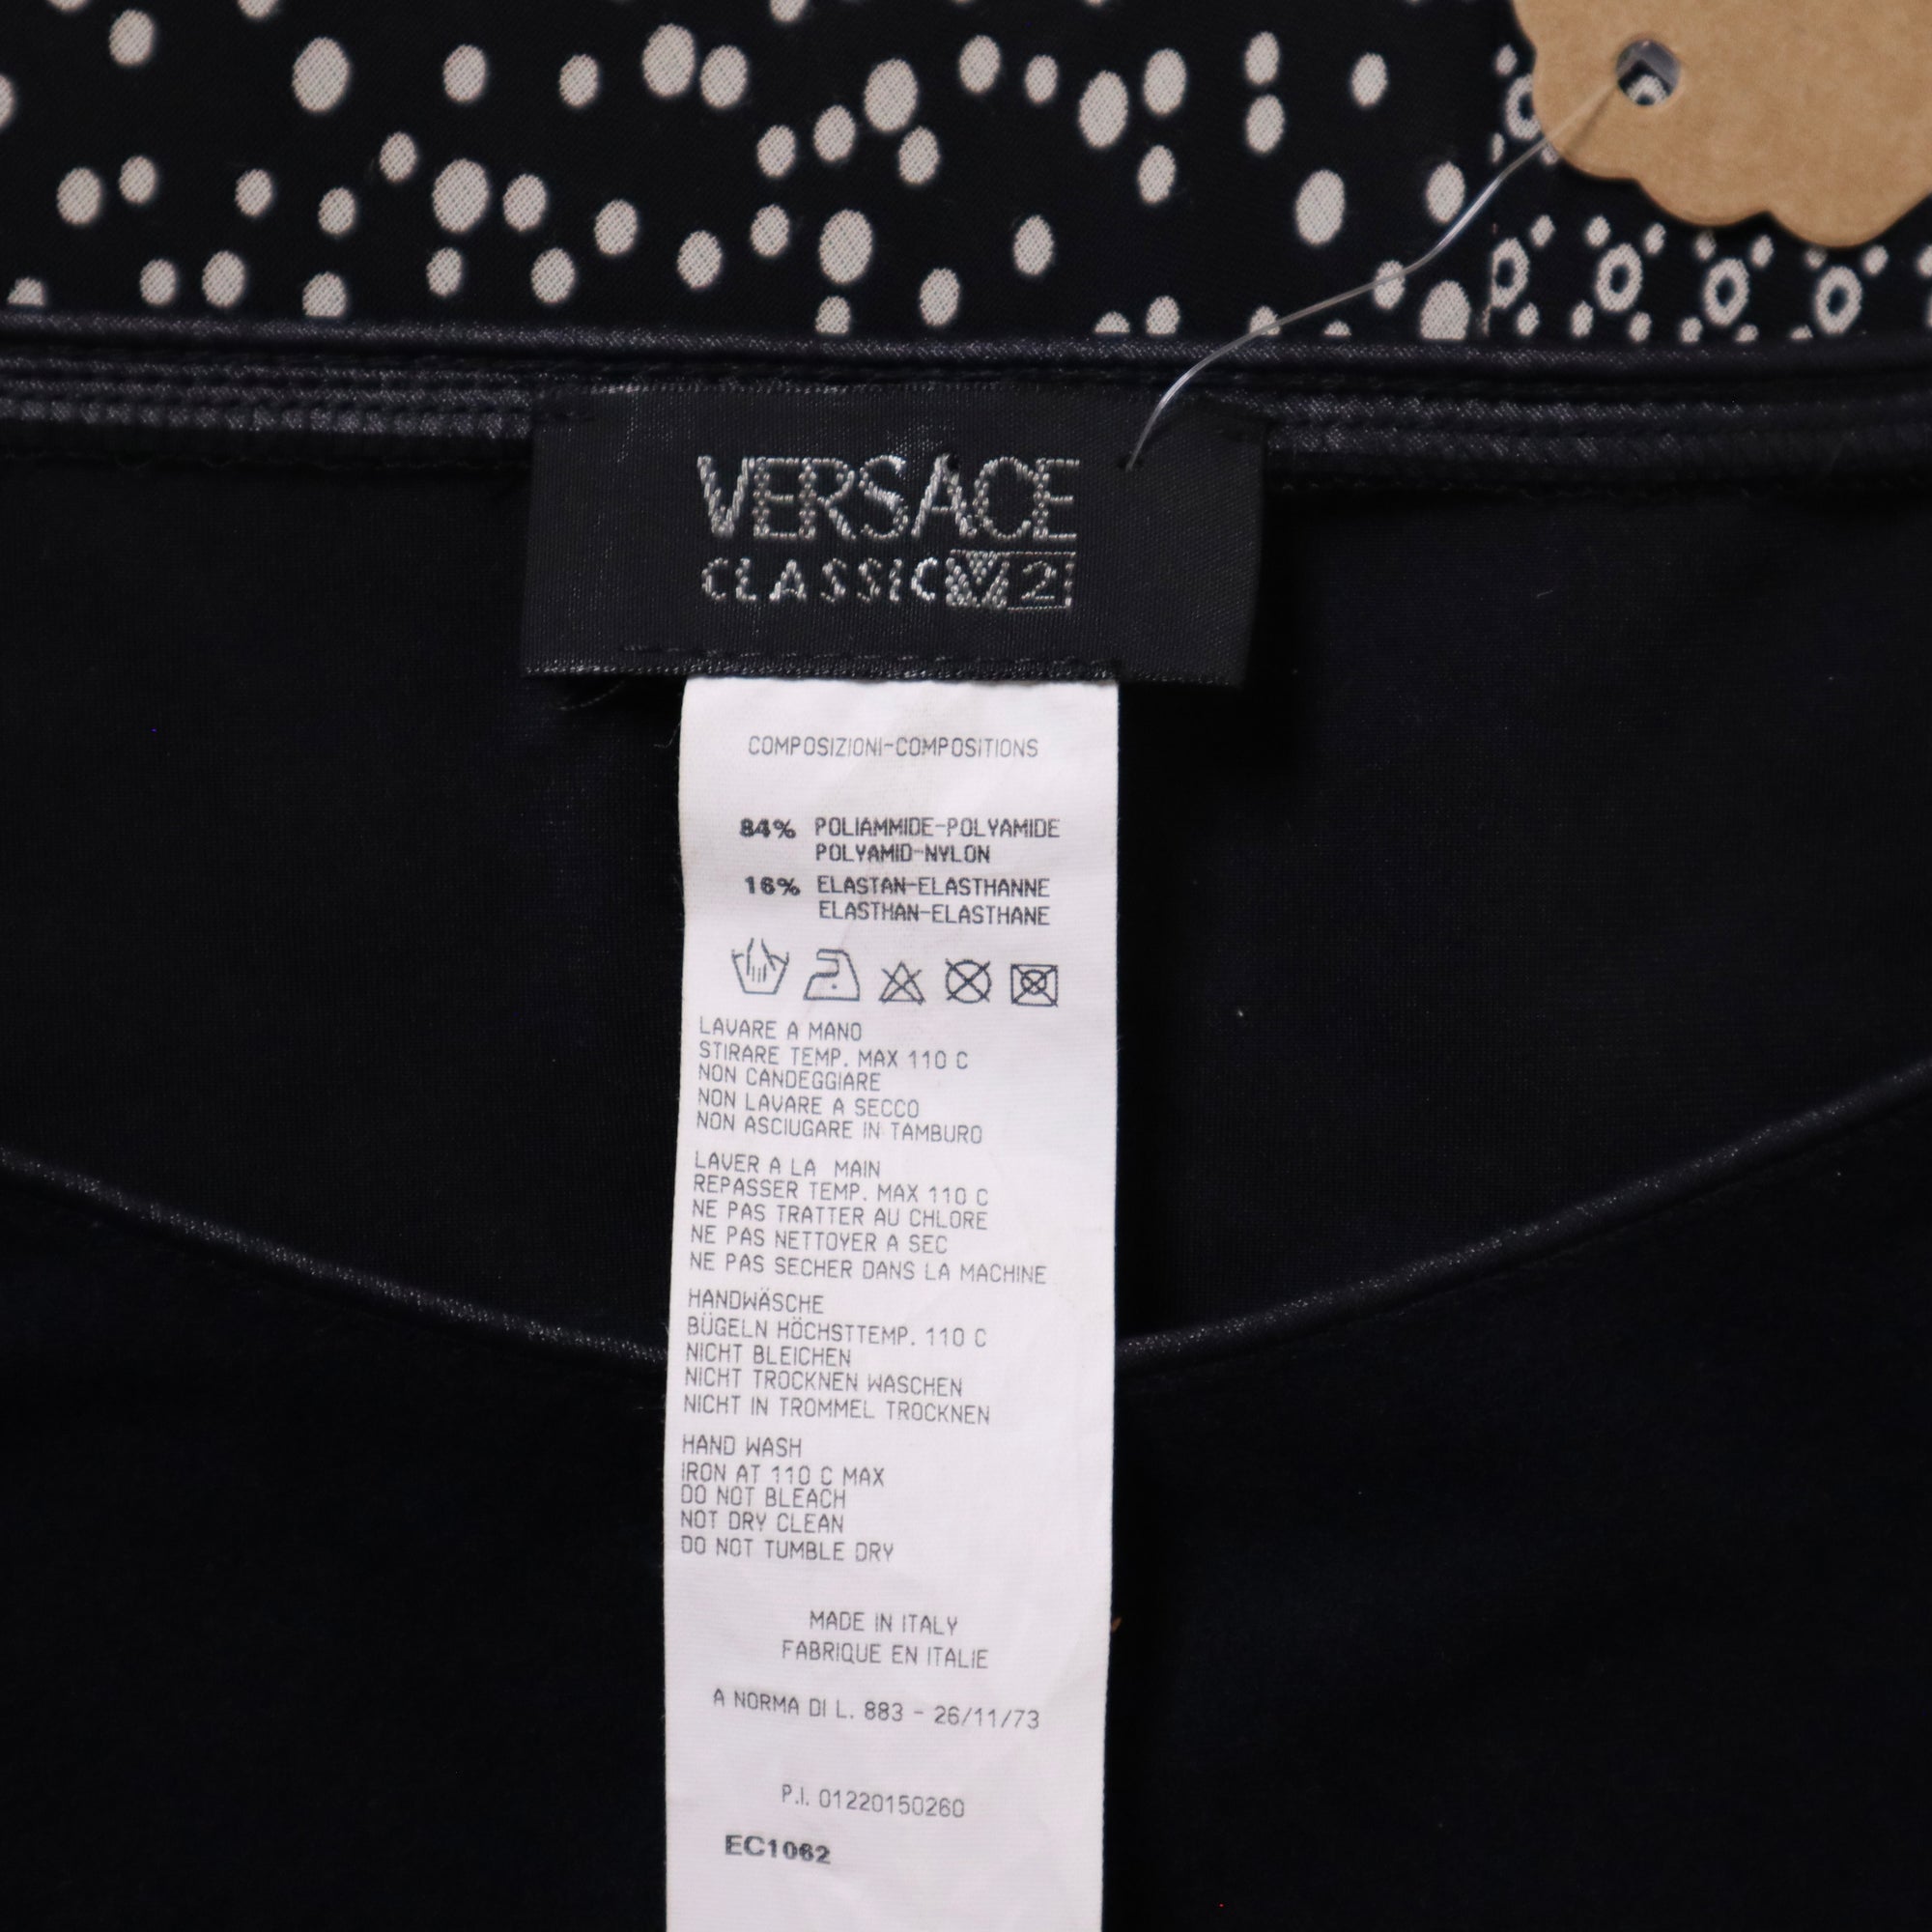 VERSACE
CLASSIC V2
COMPOSIZIONI-COMPOSITIONS
84% POLIAMMIDE-POLYAMIDE
POLYAMID-NYLON
16% ELASTAN-ELASTHANNE
ELASTHAN-ELASTHANE
LAVARE A MANO
STIRARE TEMP. MAX 110 C
NON CANDEGGIARE
NON LAVARE A SECCO
NON ASCIUGARE IN TAMBURO
LAVER A LA MAIN
REPASSER TEMP. MAX 110 C
NE PAS TRATTER AU CHLORE
NE PAS NETTOYER A SEC
NE PAS SECHER DANS LA MACHINE
HANDWÄSCHE
BÜGELN HÖCHSTTEMP. 110 C
NICHT BLEICHEN
NICHT TROCKNEN WASCHEN
NICHT IN TROMMEL TROCKNEN
HAND WASH
IRON AT 110 C MAX
DO NOT BLEACH
NOT DRY CLEAN
DO NOT TUMBLE DRY
MADE IN ITALY
FABRIQUE EN ITALIE
A NORMA DI L. 883 - 26/11/73
P.I. 01220150260
EC1062